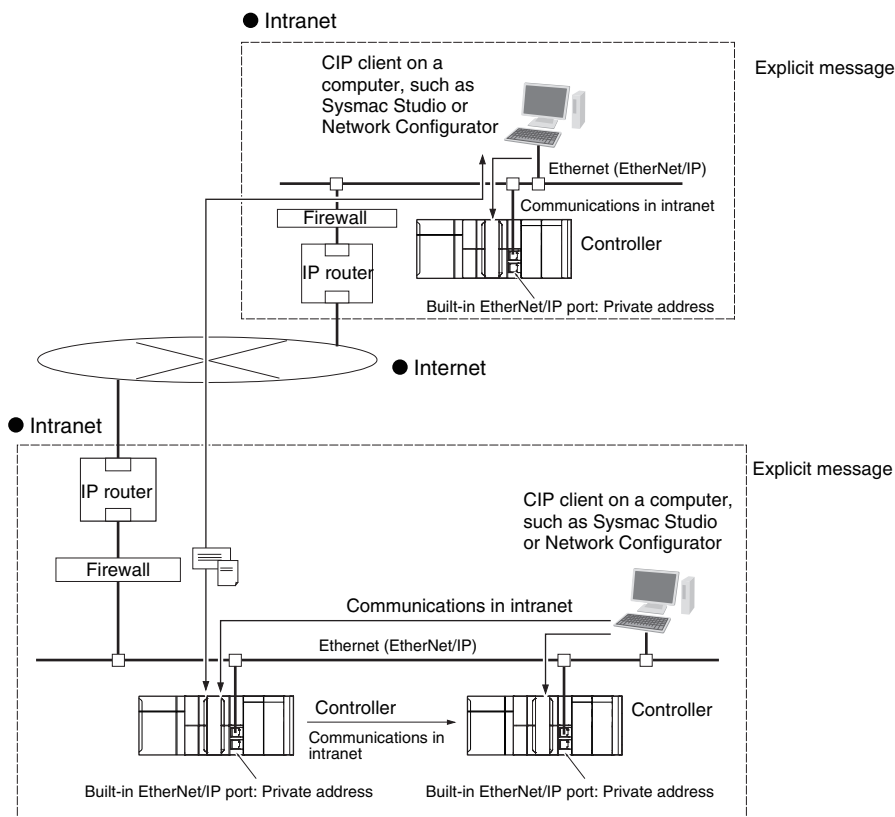 ● Intranet
Explicit message
CIP client on a
computer, such as
Sysmac Studio or
Network Configurator
Ethernet (EtherNet/IP)
Communications in intranet
Firewall
IP router
Controller
Built-in EtherNet/IP port: Private address
● Internet
● Intranet
Explicit message
IP router
CIP client on a computer,
such as Sysmac Studio
or Network Configurator
Firewall
Communications in intranet
Ethernet (EtherNet/IP)
Controller
Communications in
intranet
Controller
Built-in EtherNet/IP port: Private address
Built-in EtherNet/IP port: Private address